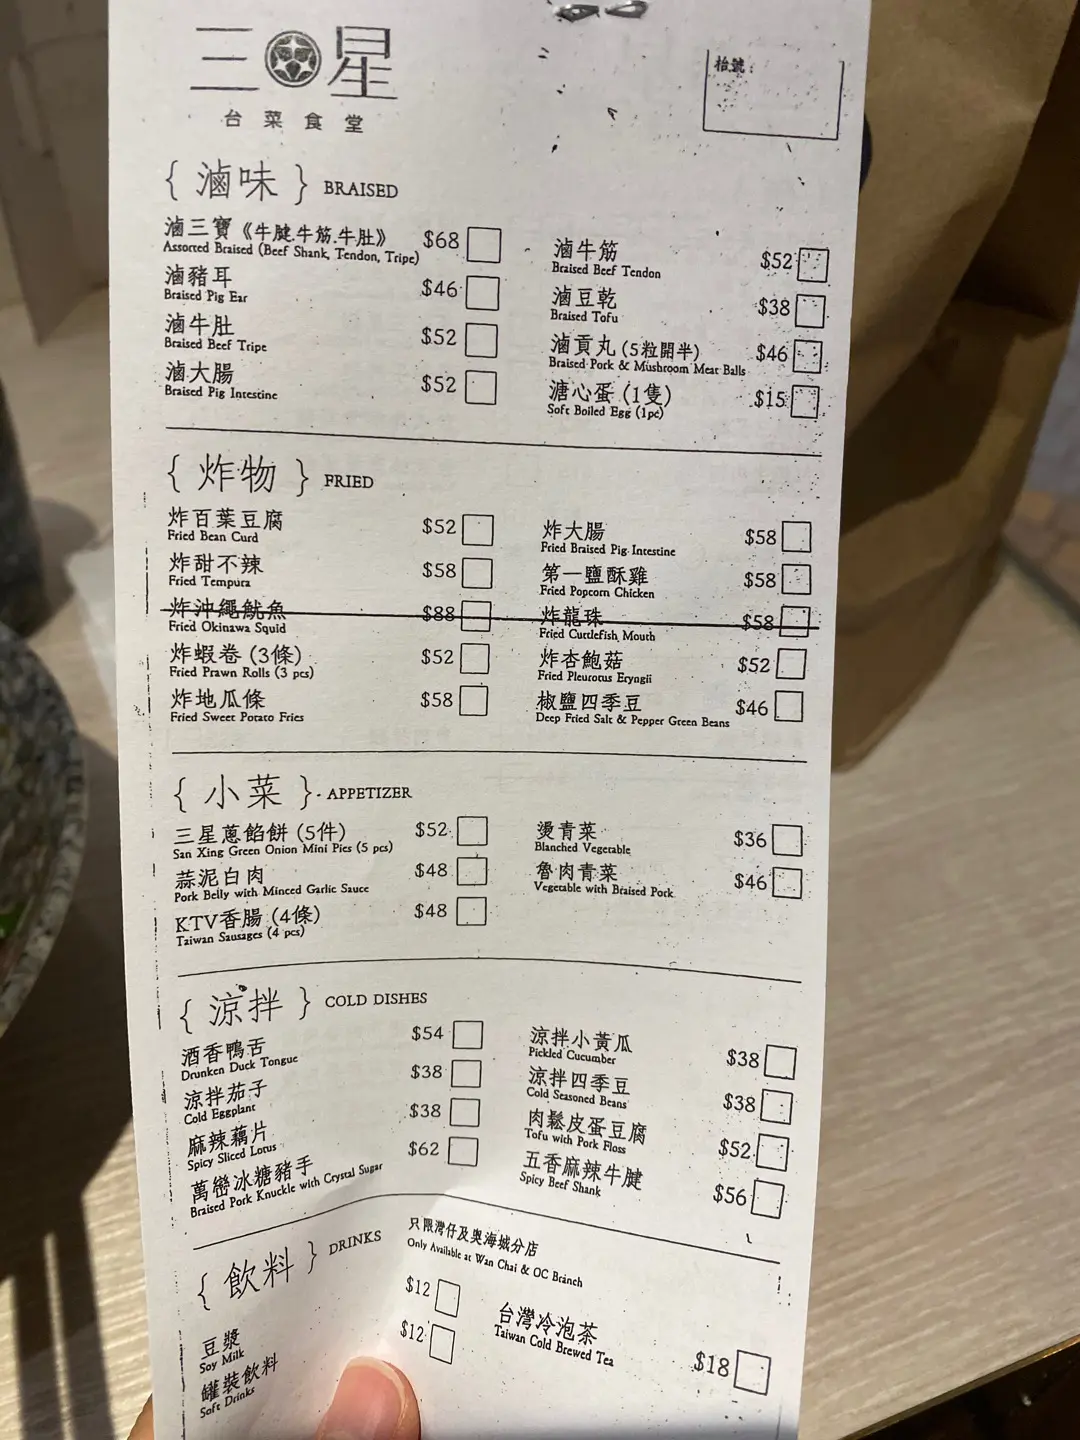 三星
台菜食堂
枱號:
{ 滷味 } BRAISED
滷三寶《牛腱.牛筋.牛肚》 $68
Assorted Braised (Beef Shank, Tendon, Tripe)
滷豬耳 $46
Braised Pig Ear
滷牛肚 $52
Braised Beef Tripe
滷大腸 $52
Braised Pig Intestine
滷牛筋 $52
Braised Beef Tendon
滷豆乾 $38
Braised Tofu
滷貢丸 (5粒開半) $46
Braised Pork & Mushroom Meat Balls
溏心蛋 (1隻) $15
Soft Boiled Egg (1pc)
{ 炸物 } FRIED
炸百葉豆腐 $52
Fried Bean Curd
炸甜不辣 $58
Fried Tempura
炸沖繩魷魚 $88
Fried Okinawa Squid
炸蝦卷 (3條) $52
Fried Prawn Rolls (3 pcs)
炸地瓜條 $58
Fried Sweet Potato Fries
炸大腸 $58
Fried Braised Pig Intestine
第一鹽酥雞 $58
Fried Popcorn Chicken
炸龍珠 $58
Fried Cuttlefish Mouth
炸杏鮑菇 $52
Fried Pleurotus Eryngii
椒鹽四季豆 $46
Deep Fried Salt & Pepper Green Beans
{ 小菜 } APPETIZER
三星蔥餡餅 (5件) $52
San Xing Green Onion Mini Pies (5 pcs)
蒜泥白肉 $48
Pork Belly with Minced Garlic Sauce
KTV香腸 (4條) $48
Taiwan Sausages (4 pcs)
燙青菜 $36
Blanched Vegetable
魯肉青菜 $46
Vegetable with Braised Pork
{ 涼拌 } COLD DISHES
酒香鴨舌 $54
Drunken Duck Tongue
涼拌茄子 $38
Cold Eggplant
麻辣藕片 $38
Spicy Sliced Lotus
萬巒冰糖豬手 $62
Braised Pork Knuckle with Crystal Sugar
涼拌小黃瓜 $38
Pickled Cucumber
涼拌四季豆 $38
Cold Seasoned Beans
肉鬆皮蛋豆腐 $52
Tofu with Pork Floss
五香麻辣牛腱 $56
Spicy Beef Shank
{ 飲料 } DRINKS
只限灣仔及奧海城分店
Only Available at Wan Chai & OC Branch
豆漿 $12
Soy Milk
罐裝飲料 $12
Soft Drinks
台灣冷泡茶 $18
Taiwan Cold Brewed Tea